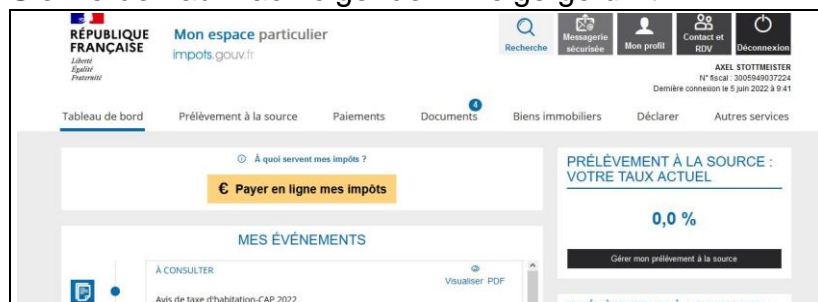 RÉPUBLIQUE
FRANÇAISE
Liberté
Égalité
Fraternité
Mon espace particulier
impots.gouv.fr
Recherche
Messagerie
sécurisée
Mon profil
Contact et
RDV
Déconnexion
AXEL STOTTMEISTER
N° fiscal : 3005949037224
Dernière connexion le 5 juin 2022 à 9:41
Tableau de bord
Prélèvement à la source
Paiements
Documents
4
Biens immobiliers
Déclarer
Autres services
À quoi servent mes impôts ?
€ Payer en ligne mes impôts
PRÉLÈVEMENT À LA SOURCE :
VOTRE TAUX ACTUEL
0,0 %
Gérer mon prélèvement à la source
MES ÉVÉNEMENTS
À CONSULTER
Visualiser PDF
Avis de taxe d'habitation-CAP 2022